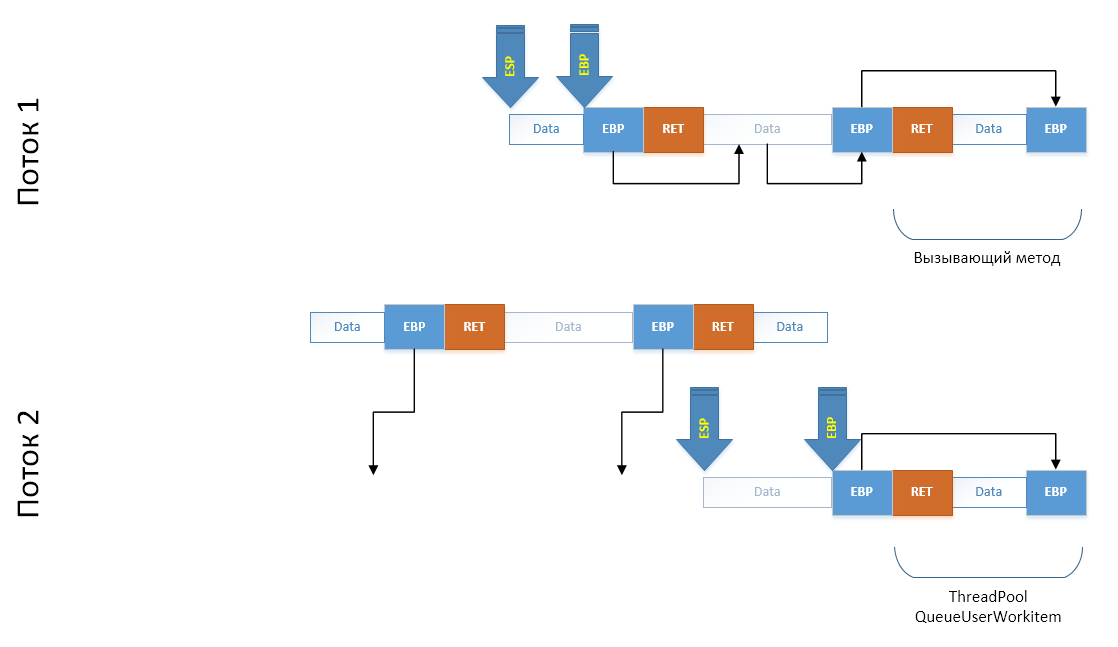 Поток 1
ESP
EBP
Data
EBP
RET
Data
EBP
RET
Data
EBP
Вызывающий метод
Поток 2
Data
EBP
RET
Data
EBP
RET
Data
ESP
EBP
Data
EBP
RET
Data
EBP
ThreadPool
QueueUserWorkitem